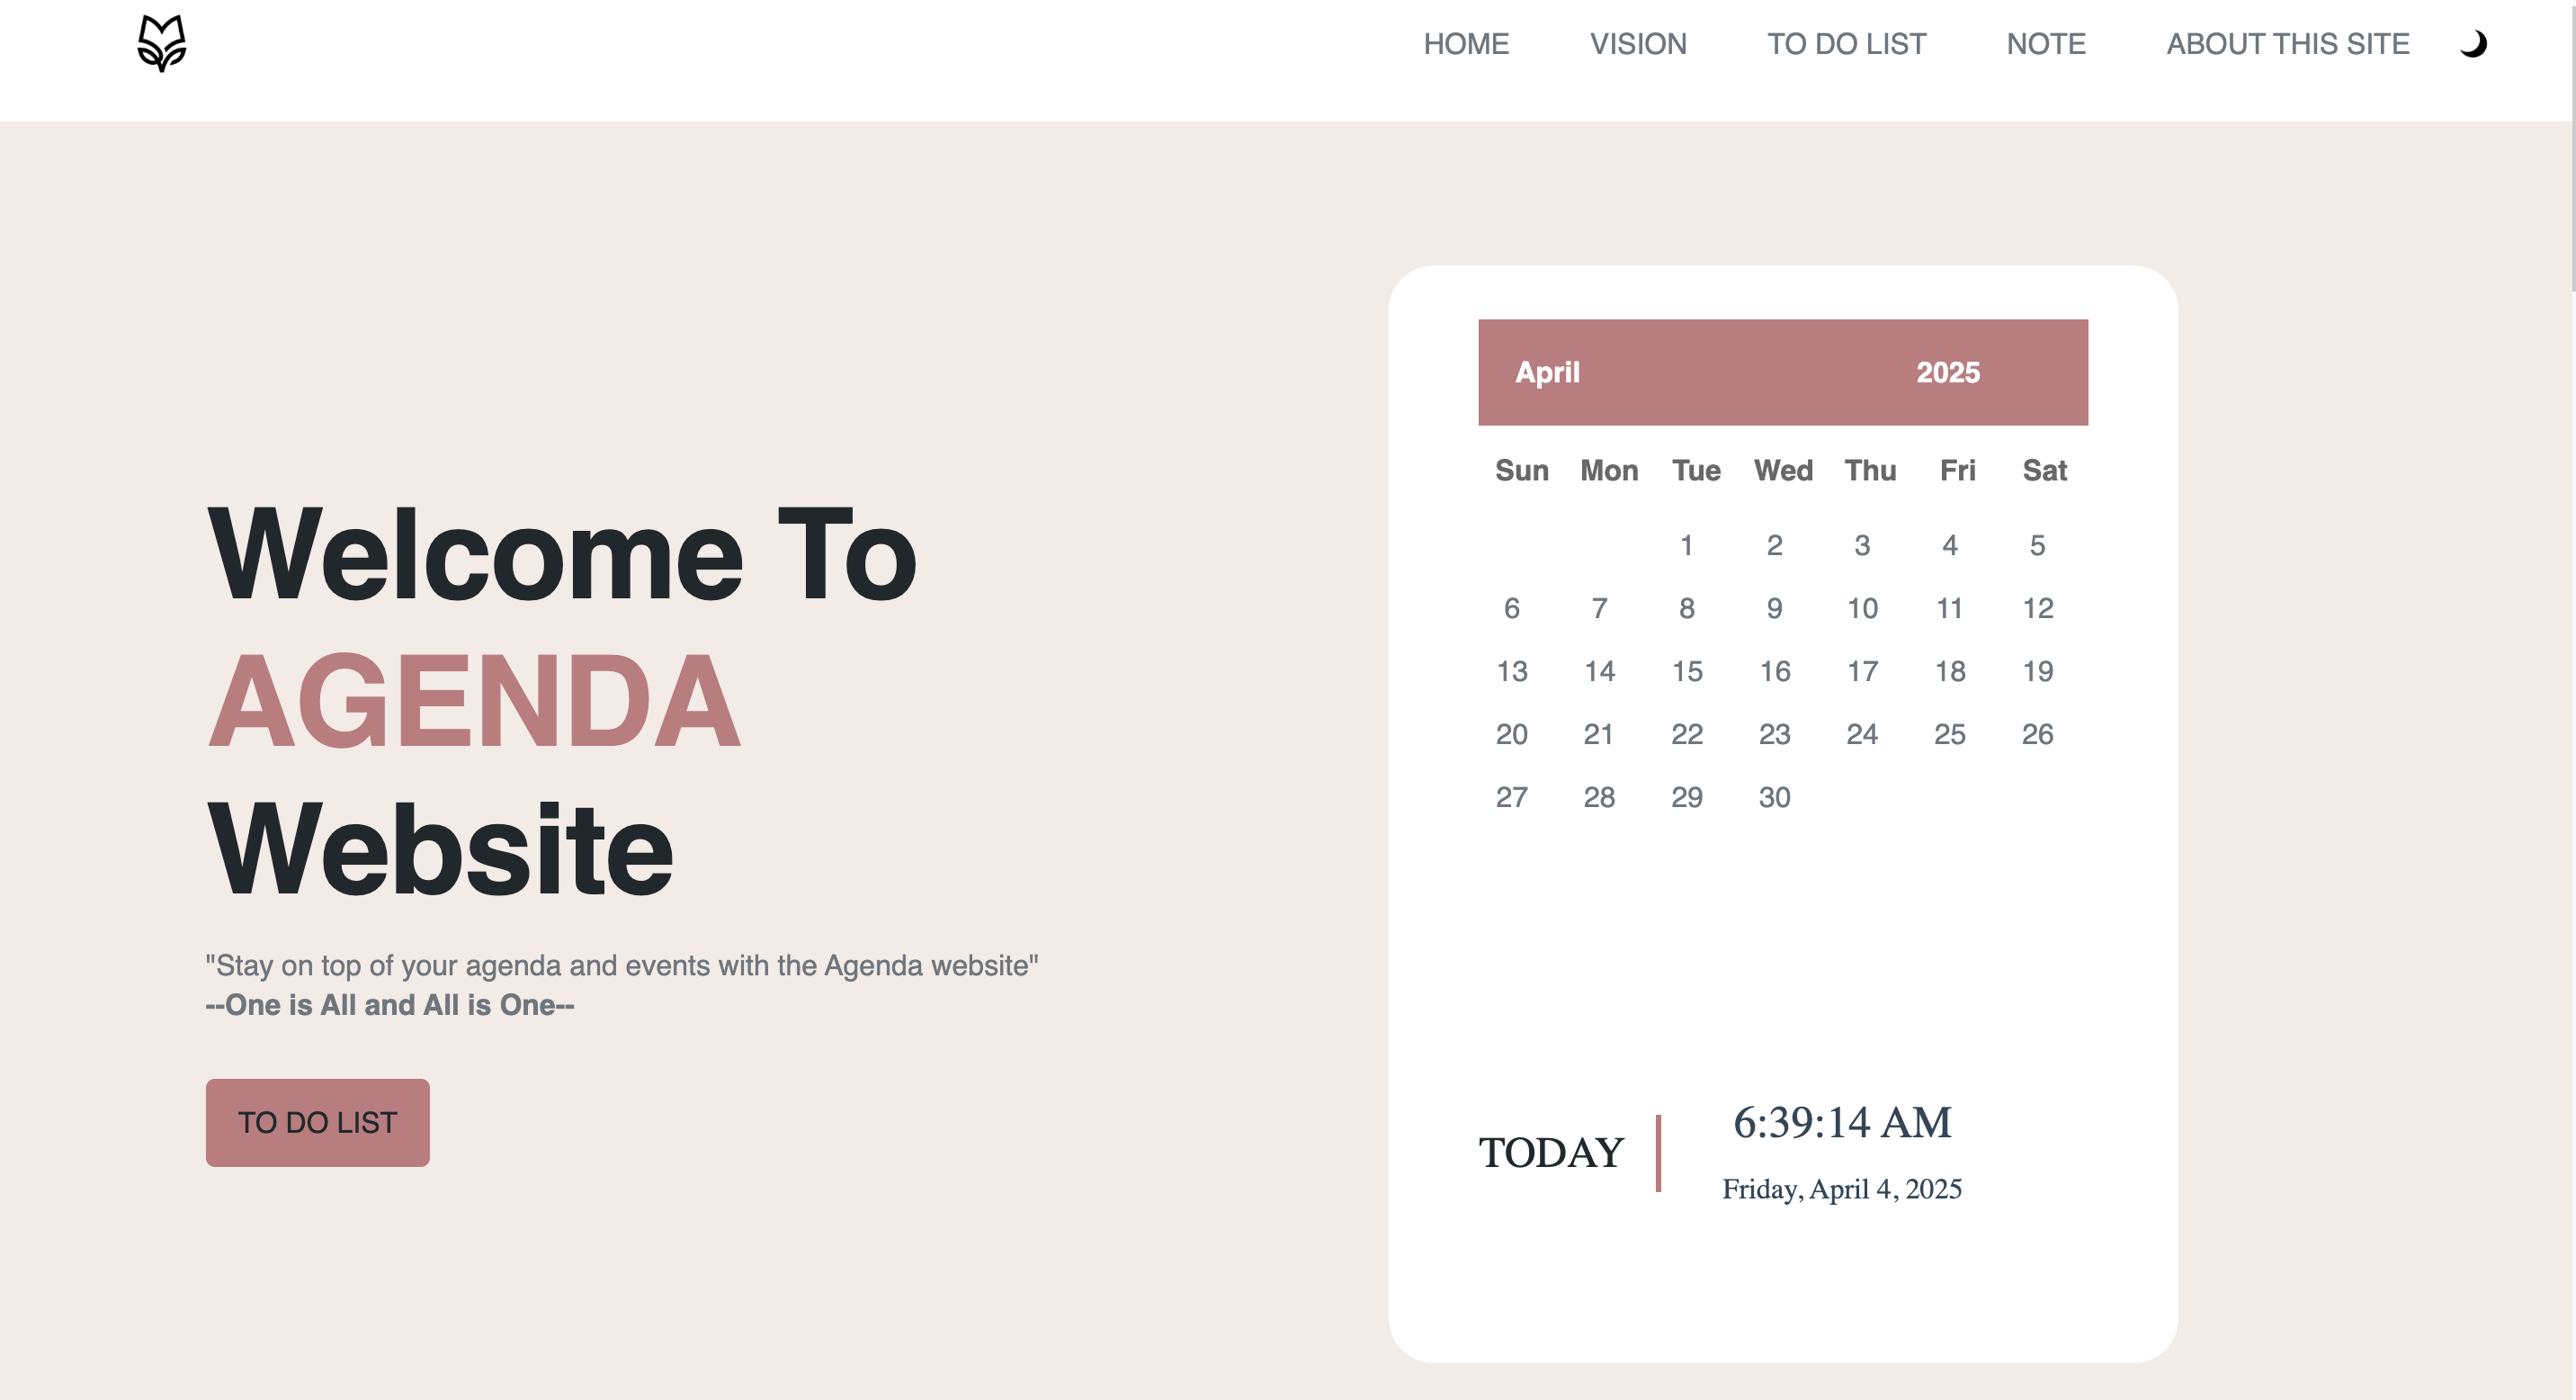 HOME VISION TO DO LIST NOTE ABOUT THIS SITE
Welcome To
AGENDA
Website
"Stay on top of your agenda and events with the Agenda website"
--One is All and All is One--
TO DO LIST
April 2025
Sun Mon Tue Wed Thu Fri Sat
1 2 3 4 5
6 7 8 9 10 11 12
13 14 15 16 17 18 19
20 21 22 23 24 25 26
27 28 29 30
TODAY
6:39:14 AM
Friday, April 4, 2025